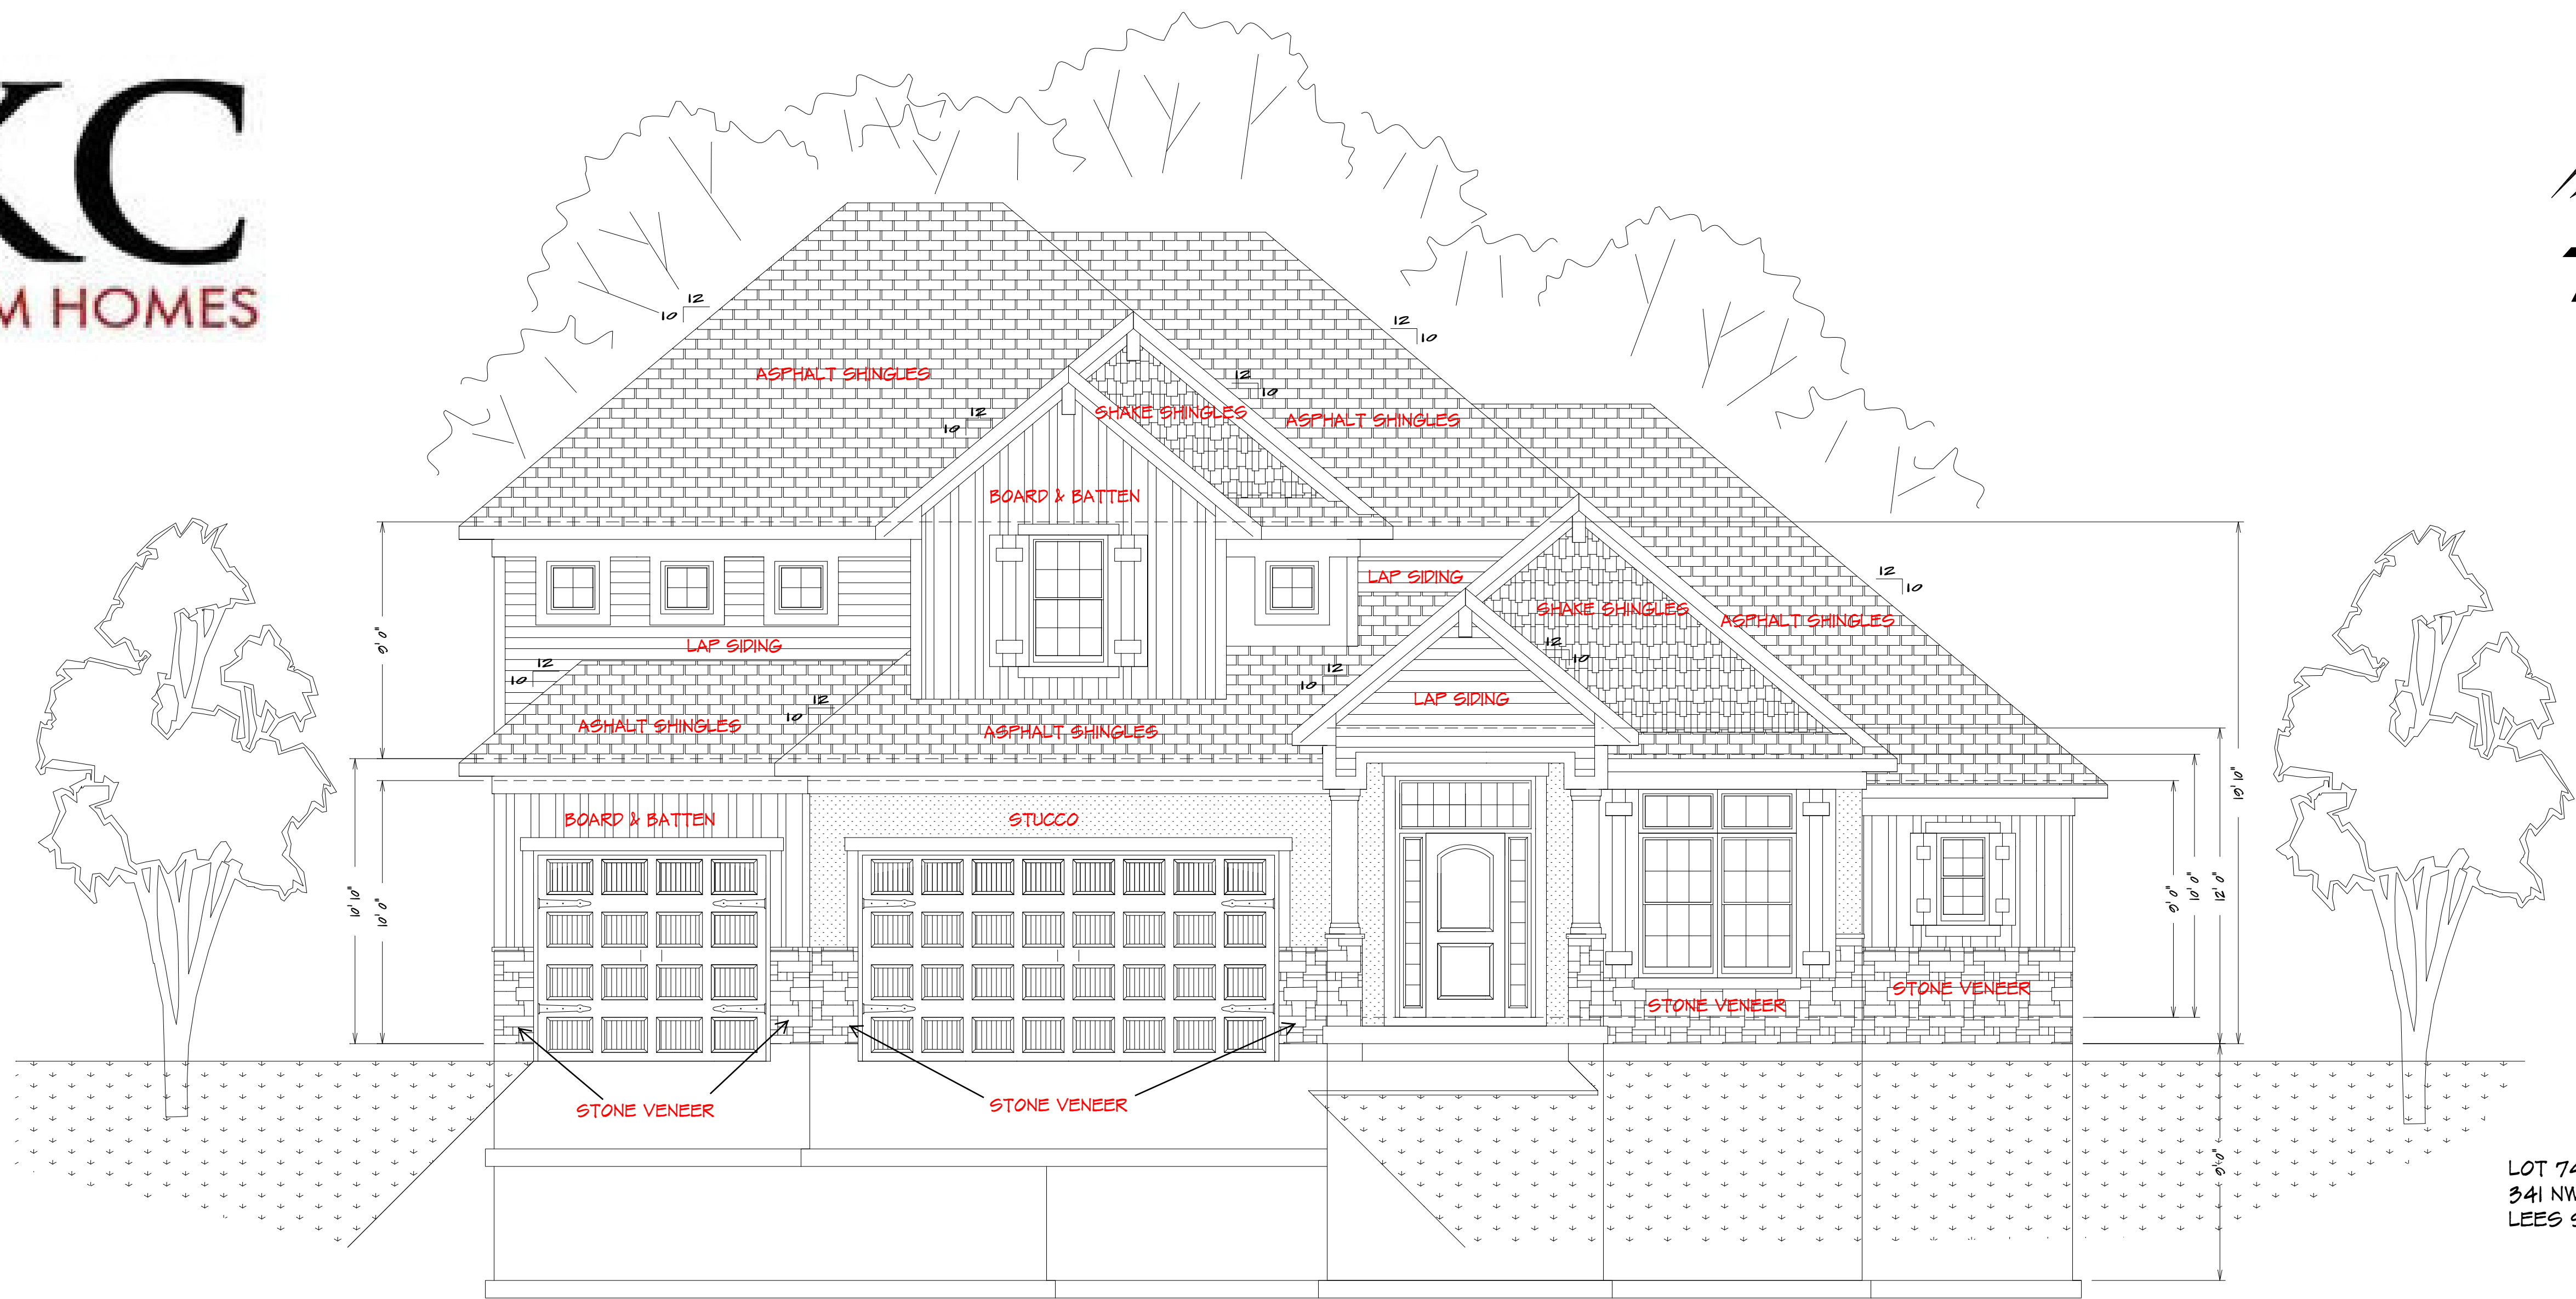 KC
M HOMES
12
10
12
10
ASPHALT SHINGLES
12
10
12
10
SHAKE SHINGLES
ASPHALT SHINGLES
BOARD & BATTEN
12
10
LAP SIDING
SHAKE SHINGLES
ASPHALT SHINGLES
9'0"
LAP SIDING
12
10
12
10
12
10
12
10
LAP SIDING
ASHALT SHINGLES
ASPHALT SHINGLES
19'10"
BOARD & BATTEN
STUCCO
10'10"
10'0"
9'0"
10'0"
12'0"
STONE VENEER
STONE VENEER
STONE VENEER
STONE VENEER
9'0"
LOT 74
341 NW
LEES S